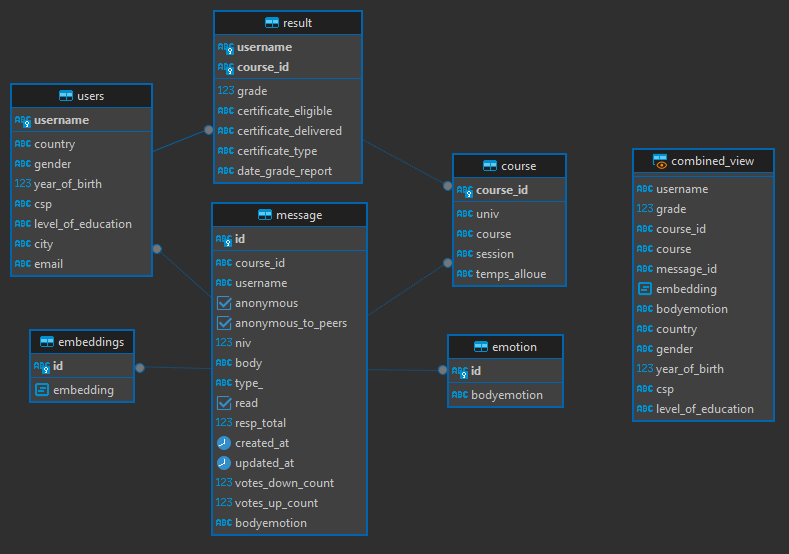 result
ABC username
ABC course_id
123 grade
ABC certificate_eligible
ABC certificate_delivered
ABC certificate_type
ABC date_grade_report
users
ABC username
ABC country
ABC gender
123 year_of_birth
ABC csp
ABC level_of_education
ABC city
ABC email
message
ABC id
ABC course_id
ABC username
anonymous
anonymous_to_peers
123 niv
ABC body
ABC type_
read
123 resp_total
created_at
updated_at
123 votes_down_count
123 votes_up_count
ABC bodyemotion
course
ABC course_id
ABC univ
ABC course
ABC session
ABC temps_alloue
combined_view
ABC username
123 grade
ABC course_id
ABC course
ABC message_id
embedding
ABC bodyemotion
ABC country
ABC gender
123 year_of_birth
ABC csp
ABC level_of_education
embeddings
ABC id
embedding
emotion
ABC id
ABC bodyemotion